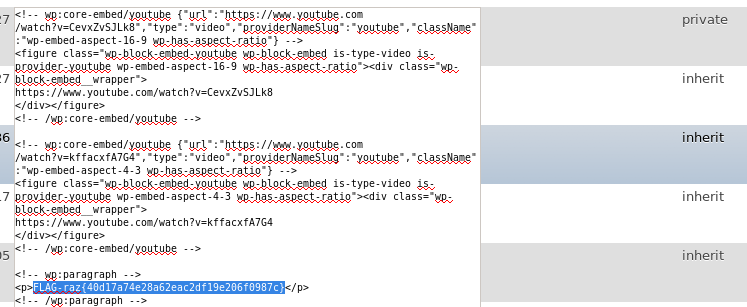 27
<!-- wp:core-embed/youtube {"url":"https://www.youtube.com
private
/watch?v=CevxZvSJLk8","type":"video","providerNameSlug":"youtube","className"
:"wp-embed-aspect-16-9 wp-has-aspect-ratio"} -->
<figure class="wp-block-embed-youtube wp-block-embed is-type-video is-
provider-youtube wp-embed-aspect-16-9 wp-has-aspect-ratio"><div class="wp-
27
block-embed__wrapper">
inherit
https://www.youtube.com/watch?v=CevxZvSJLk8
</div></figure>
<!-- /wp:core-embed/youtube -->
36
inherit
<!-- wp:core-embed/youtube {"url":"https://www.youtube.com
/watch?v=kffacxfA7G4","type":"video","providerNameSlug":"youtube","className"
:"wp-embed-aspect-4-3 wp-has-aspect-ratio"} -->
<figure class="wp-block-embed-youtube wp-block-embed is-type-video is-
17
provider-youtube wp-embed-aspect-4-3 wp-has-aspect-ratio"><div class="wp-
inherit
block-embed__wrapper">
https://www.youtube.com/watch?v=kffacxfA7G4
</div></figure>
<!-- /wp:core-embed/youtube -->
05
inherit
<!-- wp:paragraph -->
<p>FLAG-raz{40d17a74e28a62eac2df19e206f0987c}</p>
<!-- /wp:paragraph -->